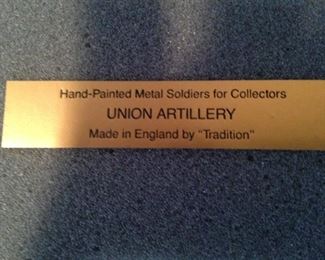 Hand-Painted Metal Soldiers for Collectors
UNION ARTILLERY
Made in England by "Tradition"